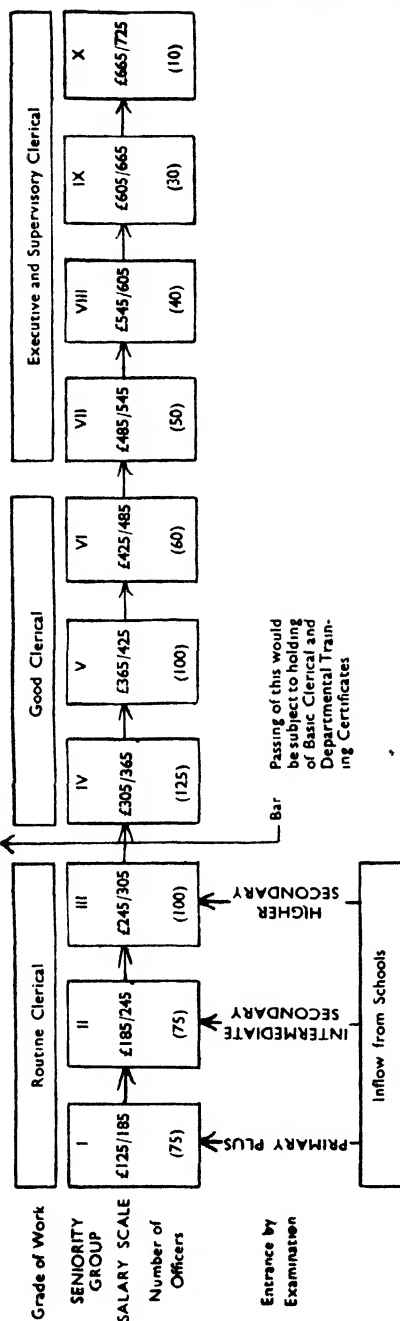 Grade of Work
Routine Clerical
Good Clerical
Executive and Supervisory Clerical
SENIORITY GROUP
I
II
III
IV
V
VI
VII
VIII
IX
X
SALARY SCALE
£125/185
£185/245
£245/305
£305/365
£365/425
£425/485
£485/545
£545/605
£605/665
£665/725
Number of Officers
(75)
(75)
(100)
(125)
(100)
(60)
(50)
(40)
(30)
(10)
Entrance by Examination
PRIMARY PLUS
INTERMEDIATE
SECONDARY
HIGHER
SECONDARY
Bar
Passing of this would
be subject to holding
of Basic Clerical and
Departmental Train-
ing Certificates
Inflow from Schools